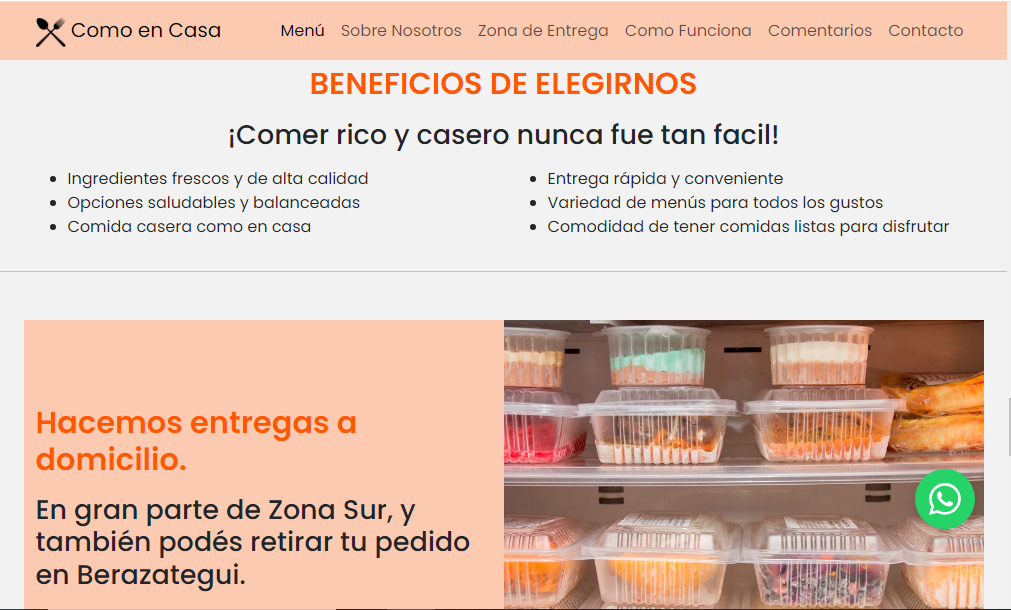 Como en Casa
Menú
Sobre Nosotros
Zona de Entrega
Como Funciona
Comentarios
Contacto
BENEFICIOS DE ELEGIRNOS
¡Comer rico y casero nunca fue tan facil!
Ingredientes frescos y de alta calidad
Opciones saludables y balanceadas
Comida casera como en casa
Entrega rápida y conveniente
Variedad de menús para todos los gustos
Comodidad de tener comidas listas para disfrutar
Hacemos entregas a
domicilio.
En gran parte de Zona Sur, y
también podés retirar tu pedido
en Berazategui.